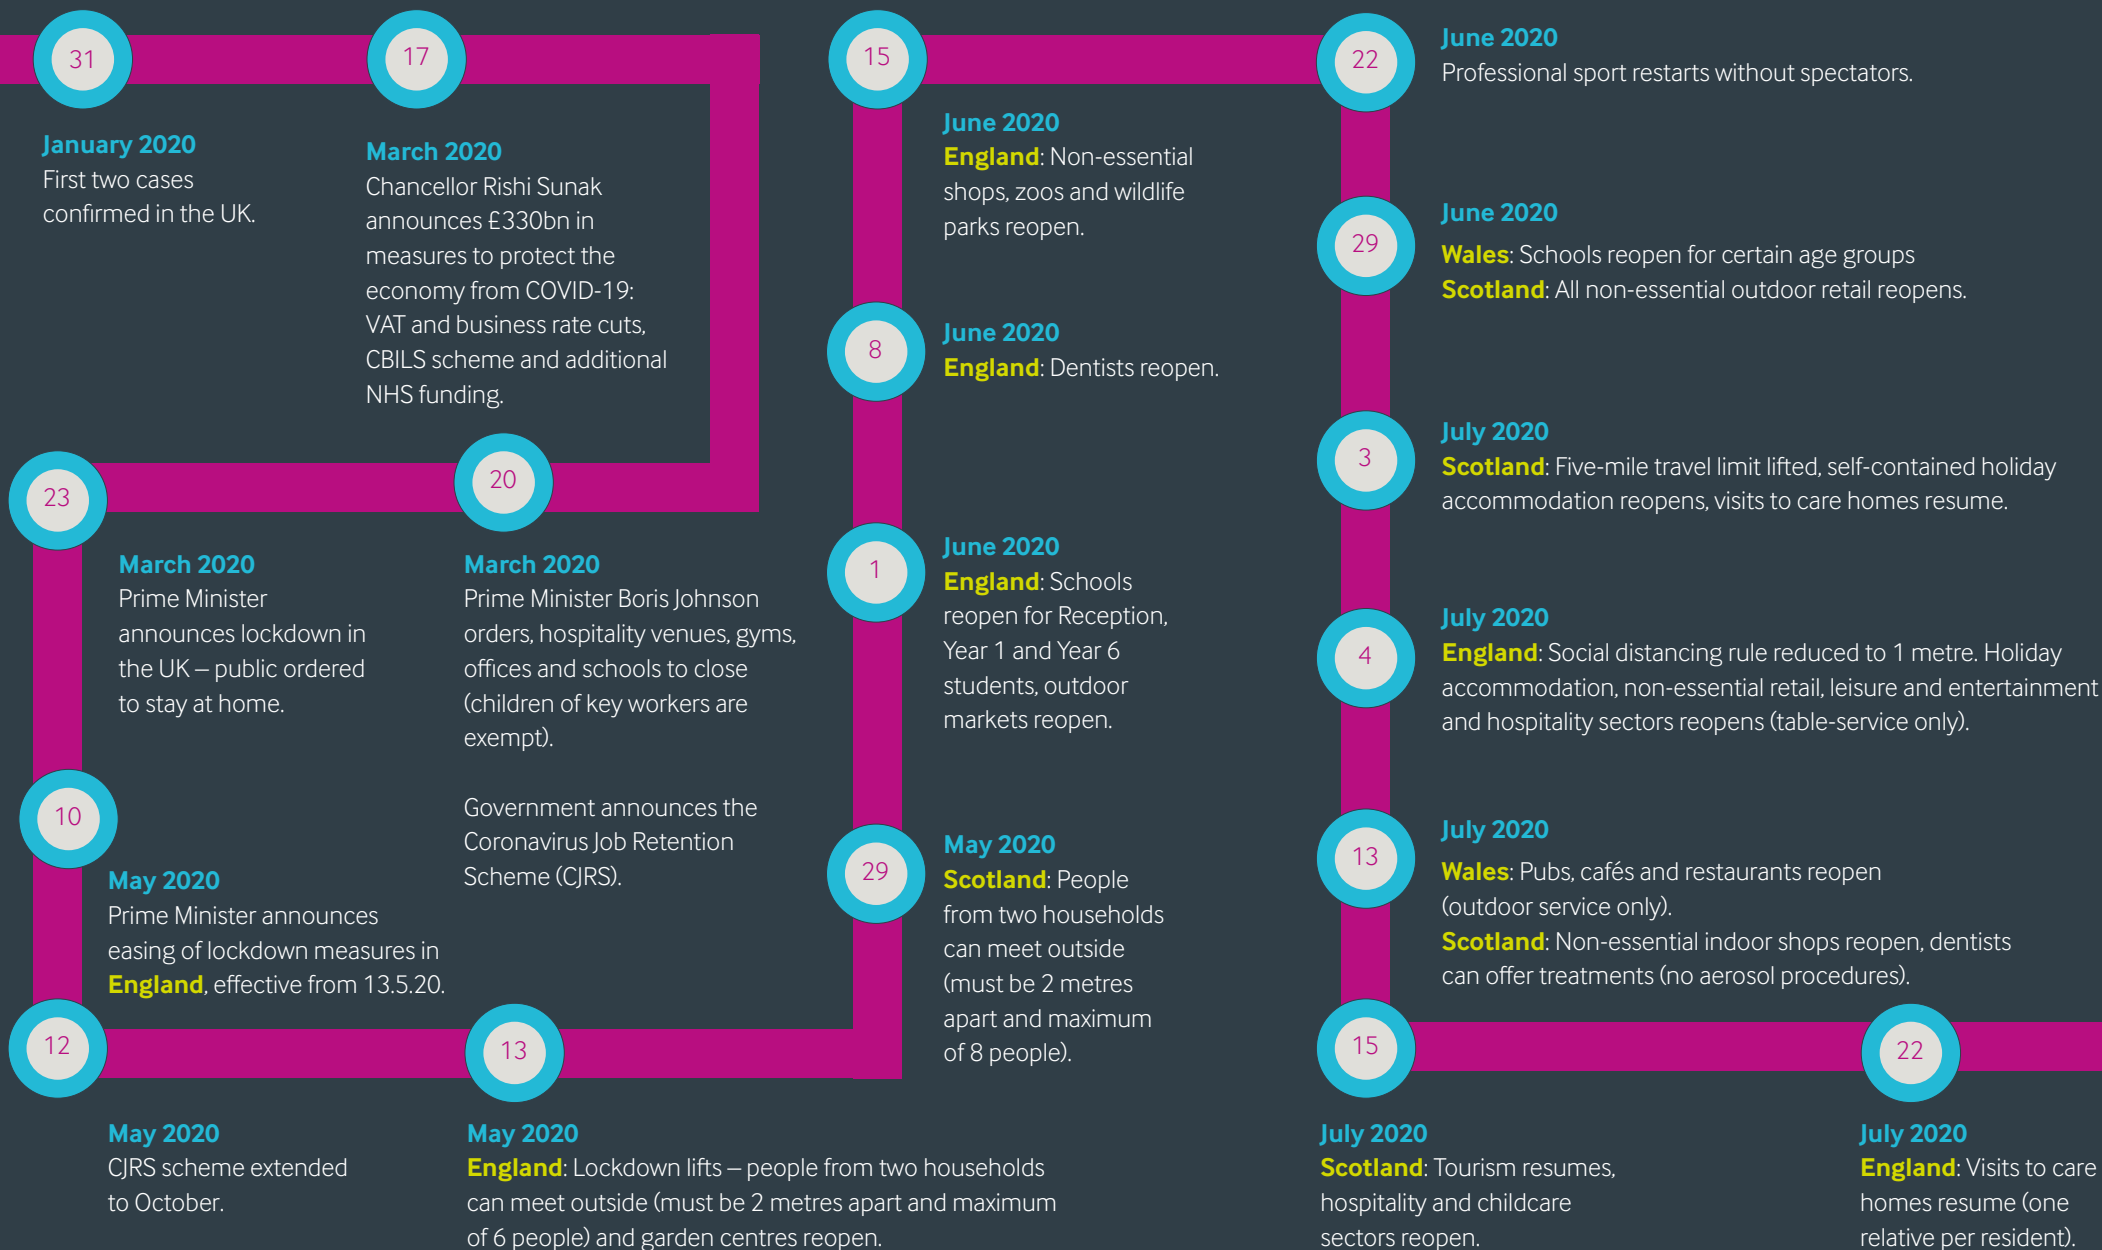 31
January 2020
First two cases
confirmed in the UK.
17
March 2020
Chancellor Rishi Sunak
announces £330bn in
measures to protect the
economy from COVID-19:
VAT and business rate cuts,
CBILS scheme and additional
NHS funding.
20
March 2020
Prime Minister Boris Johnson
orders, hospitality venues, gyms,
offices and schools to close
(children of key workers are
exempt).
Government announces the
Coronavirus Job Retention
Scheme (CJRS).
23
March 2020
Prime Minister
announces lockdown in
the UK – public ordered
to stay at home.
10
May 2020
Prime Minister announces
easing of lockdown measures in
England, effective from 13.5.20.
12
May 2020
CJRS scheme extended
to October.
13
May 2020
England: Lockdown lifts – people from two households
can meet outside (must be 2 metres apart and maximum
of 6 people) and garden centres reopen.
29
May 2020
Scotland: People
from two households
can meet outside
(must be 2 metres
apart and maximum
of 8 people).
1
June 2020
England: Schools
reopen for Reception,
Year 1 and Year 6
students, outdoor
markets reopen.
8
June 2020
England: Dentists reopen.
15
June 2020
England: Non-essential
shops, zoos and wildlife
parks reopen.
22
June 2020
Professional sport restarts without spectators.
29
June 2020
Wales: Schools reopen for certain age groups
Scotland: All non-essential outdoor retail reopens.
3
July 2020
Scotland: Five-mile travel limit lifted, self-contained holiday
accommodation reopens, visits to care homes resume.
4
July 2020
England: Social distancing rule reduced to 1 metre. Holiday
accommodation, non-essential retail, leisure and entertainment
and hospitality sectors reopens (table-service only).
13
July 2020
Wales: Pubs, cafés and restaurants reopen
(outdoor service only).
Scotland: Non-essential indoor shops reopen, dentists
can offer treatments (no aerosol procedures).
15
July 2020
Scotland: Tourism resumes,
hospitality and childcare
sectors reopen.
22
July 2020
England: Visits to care
homes resume (one
relative per resident).